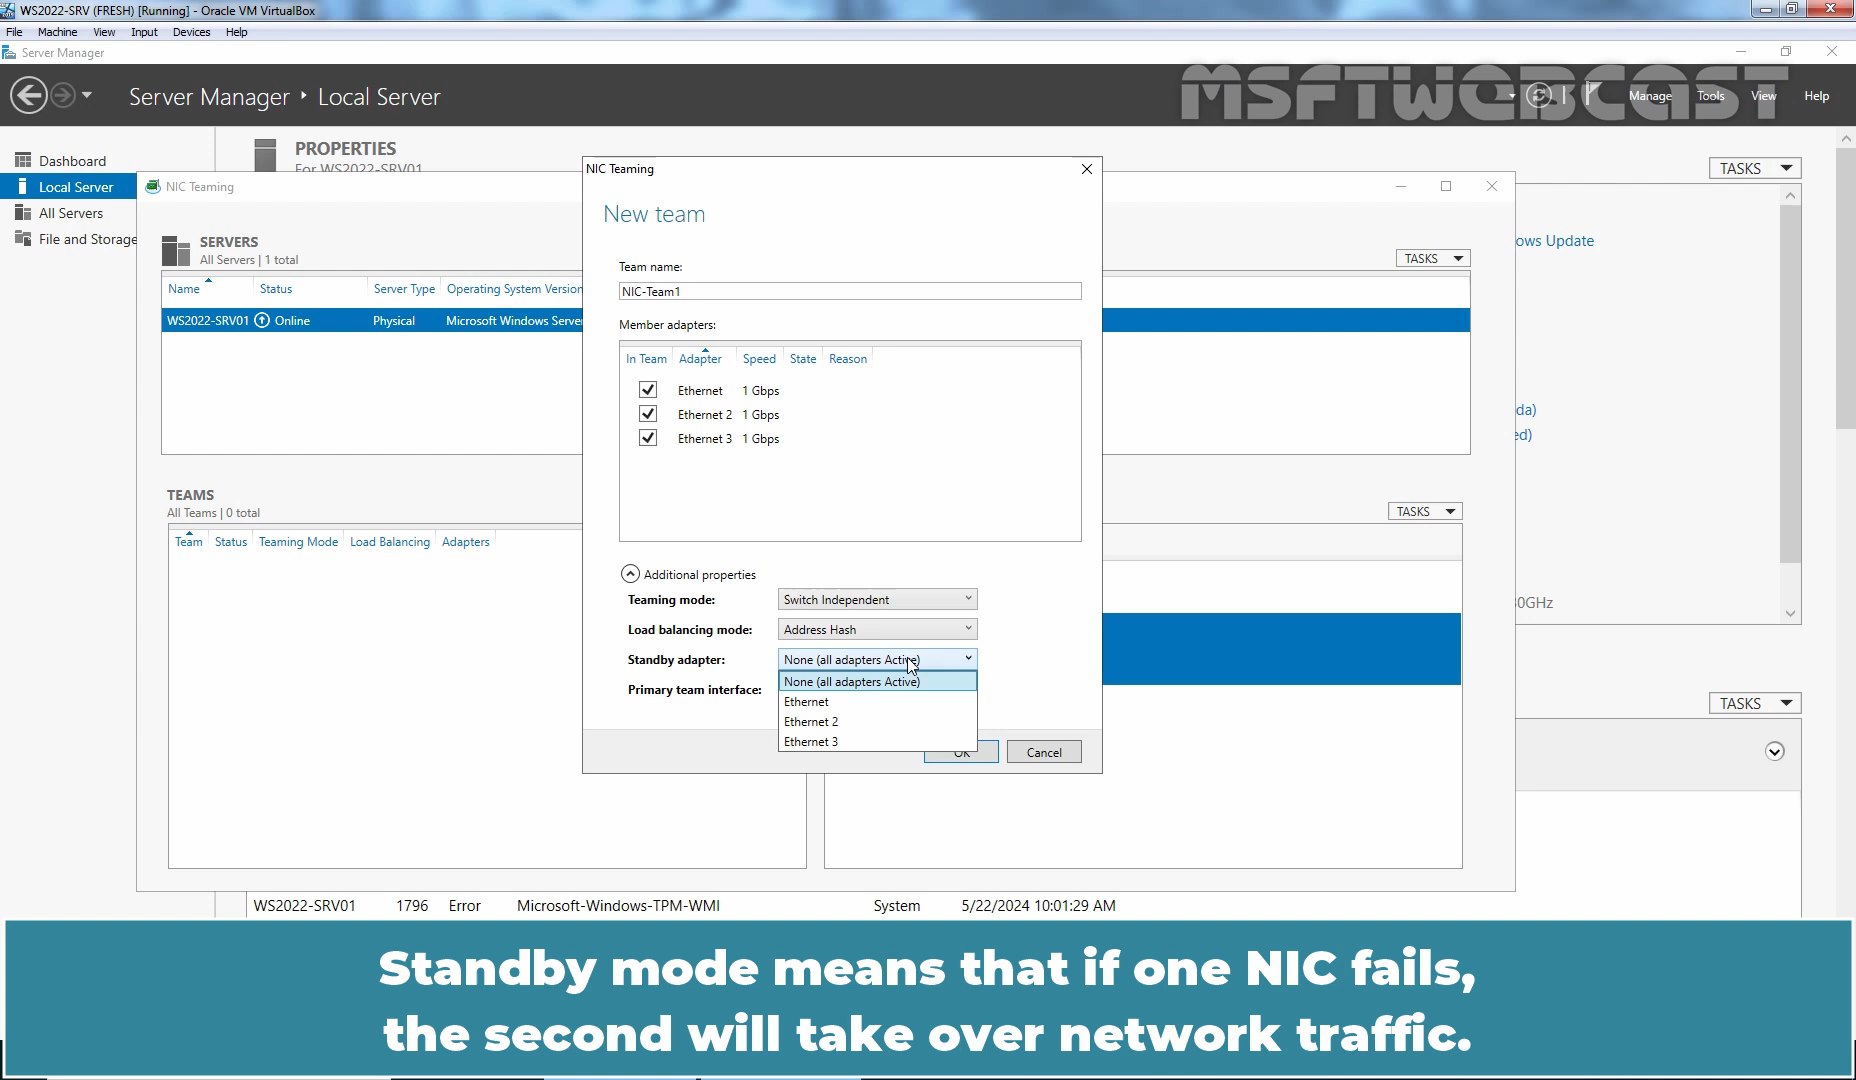 WS2022-SRV (FRESH) [Running] - Oracle VM VirtualBox
File Machine View Input Devices Help
Server Manager
Server Manager ‣ Local Server
MSFTWEBCAST
Manage Tools View Help
Dashboard
Local Server
All Servers
File and Storage
PROPERTIES
For WS2022-SRV01
TASKS
ows Update
da)
ed)
30GHz
TASKS
NIC Teaming
SERVERS
All Servers | 1 total
TASKS
Name Status Server Type Operating System Version
WS2022-SRV01 Online Physical Microsoft Windows Server
TEAMS
All Teams | 0 total
TASKS
Team Status Teaming Mode Load Balancing Adapters
NIC Teaming
New team
Team name:
NIC-Team1
Member adapters:
In Team Adapter Speed State Reason
Ethernet 1 Gbps
Ethernet 2 1 Gbps
Ethernet 3 1 Gbps
Additional properties
Teaming mode: Switch Independent
Load balancing mode: Address Hash
Standby adapter: None (all adapters Active)
None (all adapters Active)
Primary team interface:
Ethernet
Ethernet 2
Ethernet 3
OK Cancel
WS2022-SRV01 1796 Error Microsoft-Windows-TPM-WMI System 5/22/2024 10:01:29 AM
Standby mode means that if one NIC fails,
the second will take over network traffic.